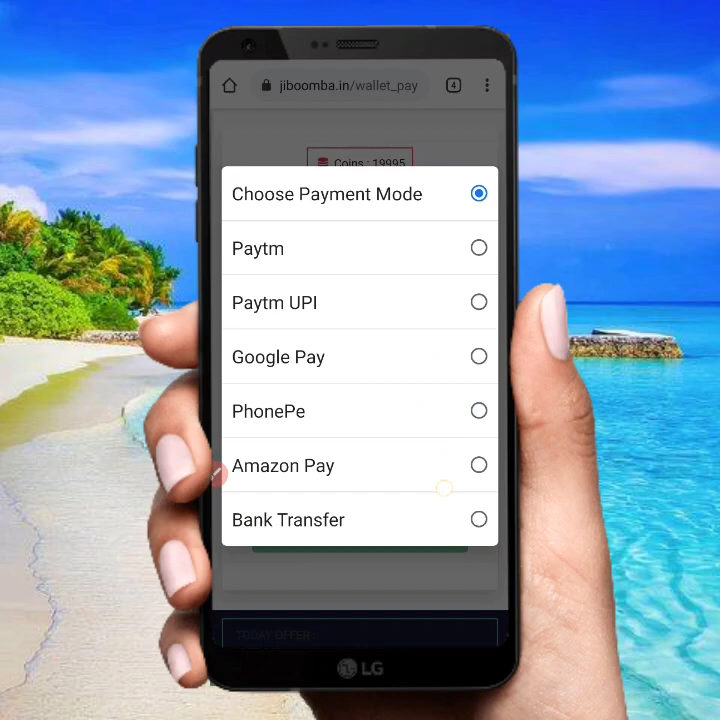 jiboomba.in/wallet_pay
4
Coins : 19995
Choose Payment Mode
Paytm
Paytm UPI
Google Pay
PhonePe
Amazon Pay
Bank Transfer
TODAY OFFER :
LG